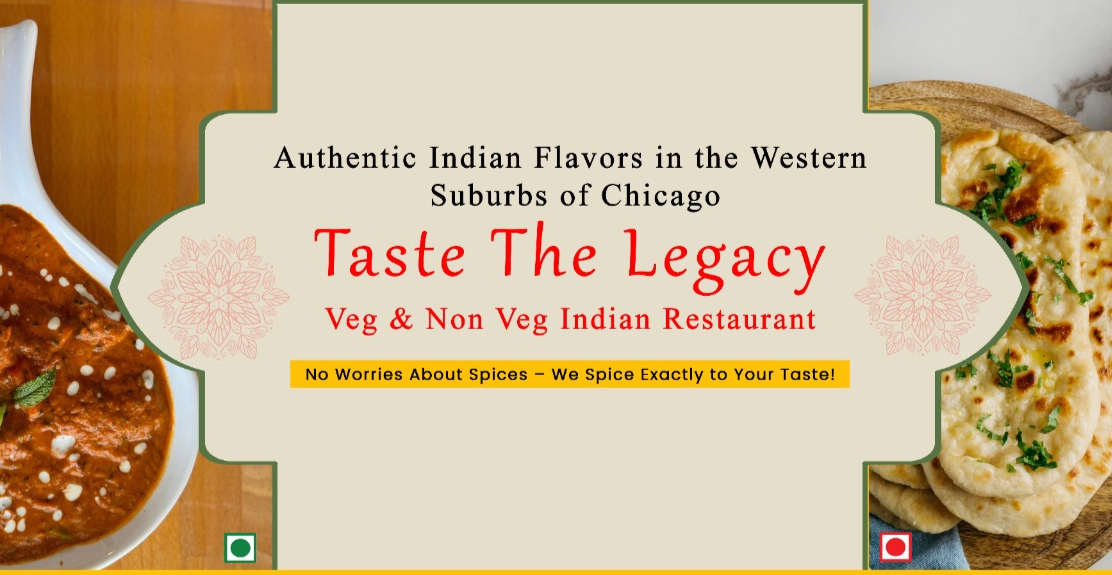 Authentic Indian Flavors in the Western
Suburbs of Chicago
Taste The Legacy
Veg & Non Veg Indian Restaurant
No Worries About Spices – We Spice Exactly to Your Taste!